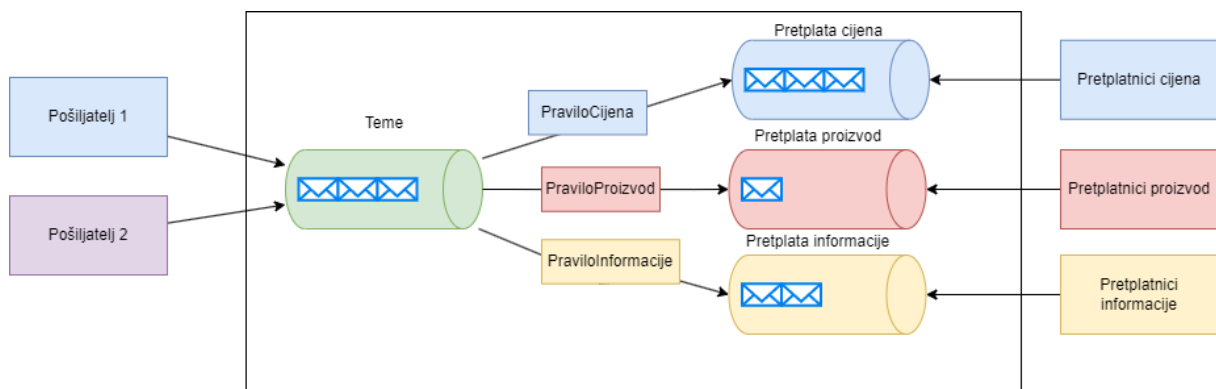 Pretplata cijena
Pošiljatelj 1
Pretplatnici cijena
PraviloCijena
Teme
Pretplata proizvod
PraviloProizvod
Pretplatnici proizvod
Pošiljatelj 2
Pretplata informacije
PraviloInformacije
Pretplatnici
informacije